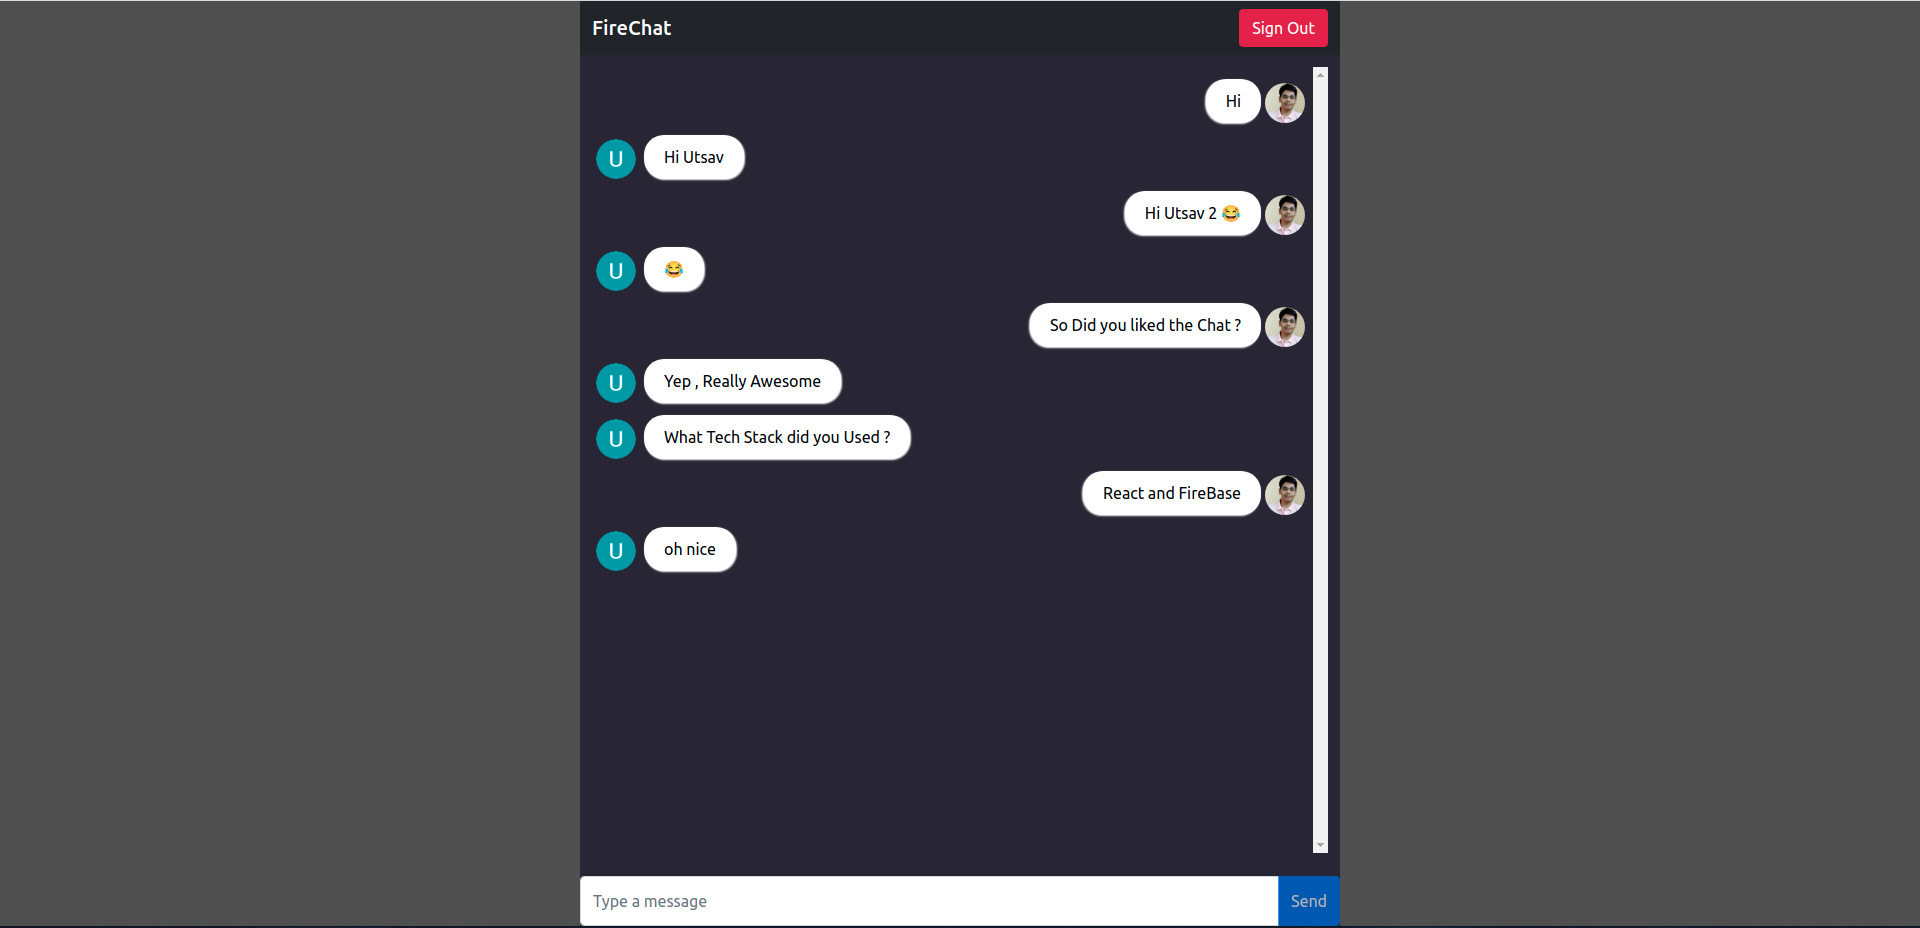 FireChat
Sign Out
Hi
U
Hi Utsav
Hi Utsav 2 😂
U
😂
So Did you liked the Chat ?
U
Yep , Really Awesome
U
What Tech Stack did you Used ?
React and FireBase
U
oh nice
Type a message
Send